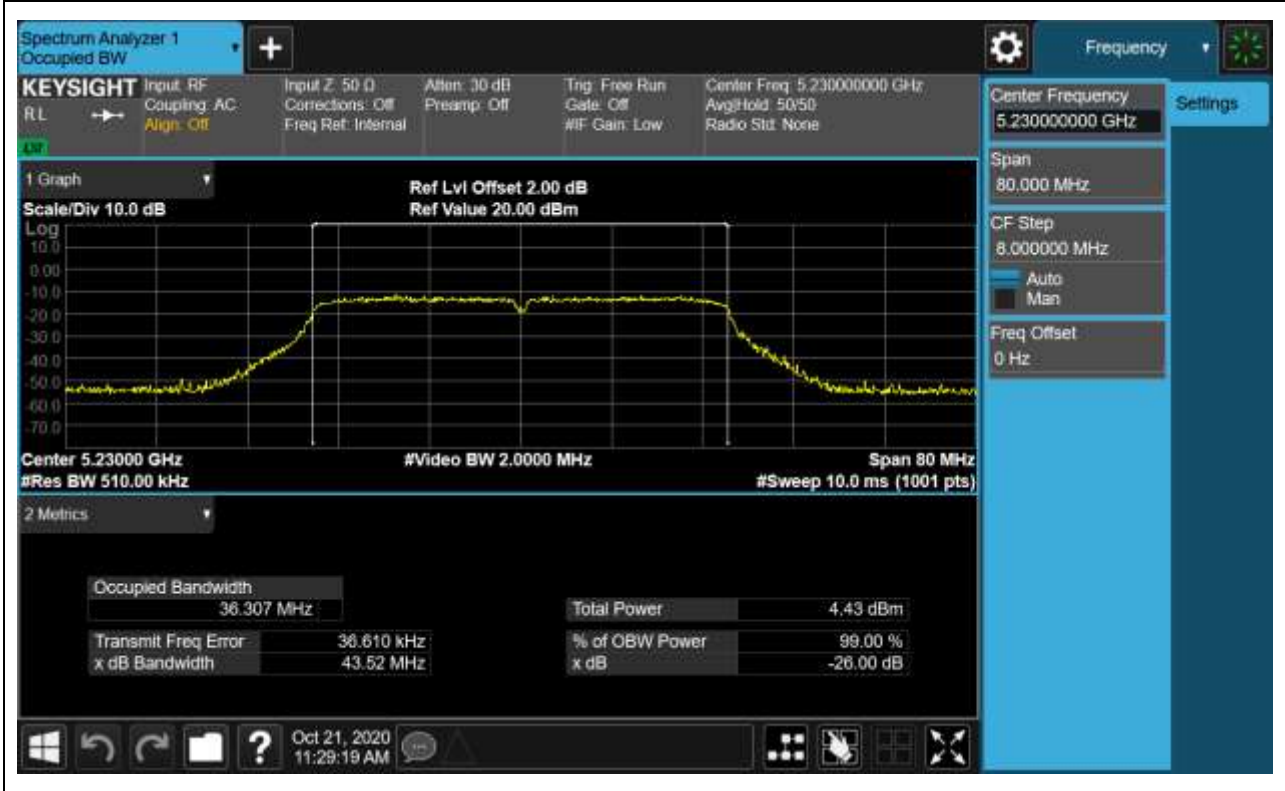 Spectrum Analyzer 1
Occupied BW
+
Frequency
KEYSIGHT
R L
Input: RF
Coupling: AC
Align: Off
Input Z: 50 Ω
Corrections: Off
Freq Ref: Internal
Atten: 30 dB
Preamp: Off
Trig: Free Run
Gate: Off
#IF Gain: Low
Center Freq: 5.230000000 GHz
Avg|Hold: 50/50
Radio Std: None
1 Graph
Scale/Div 10.0 dB
Ref Lvl Offset 2.00 dB
Ref Value 20.00 dBm
Log
10.0
0.00
-10.0
-20.0
-30.0
-40.0
-50.0
-60.0
-70.0
Center 5.23000 GHz
#Video BW 2.0000 MHz
Span 80 MHz
#Res BW 510.00 kHz
#Sweep 10.0 ms (1001 pts)
2 Metrics
Occupied Bandwidth
36.307 MHz
Total Power 4.43 dBm
Transmit Freq Error 36.610 kHz
% of OBW Power 99.00 %
x dB Bandwidth 43.52 MHz
x dB -26.00 dB
?
Oct 21, 2020
11:29:19 AM
Center Frequency
5.230000000 GHz
Settings
Span
80.000 MHz
CF Step
8.000000 MHz
Auto
Man
Freq Offset
0 Hz